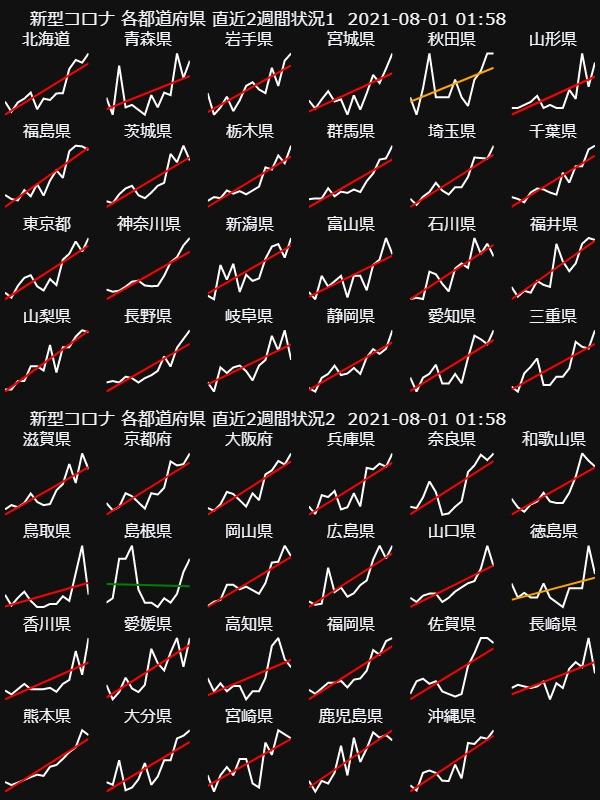 新型コロナ 各都道府県 直近2週間状況1 2021-08-01 01:58
北海道 青森県 岩手県 宮城県 秋田県 山形県
福島県 茨城県 栃木県 群馬県 埼玉県 千葉県
東京都 神奈川県 新潟県 富山県 石川県 福井県
山梨県 長野県 岐阜県 静岡県 愛知県 三重県
新型コロナ 各都道府県 直近2週間状況2 2021-08-01 01:58
滋賀県 京都府 大阪府 兵庫県 奈良県 和歌山県
鳥取県 島根県 岡山県 広島県 山口県 徳島県
香川県 愛媛県 高知県 福岡県 佐賀県 長崎県
熊本県 大分県 宮崎県 鹿児島県 沖縄県